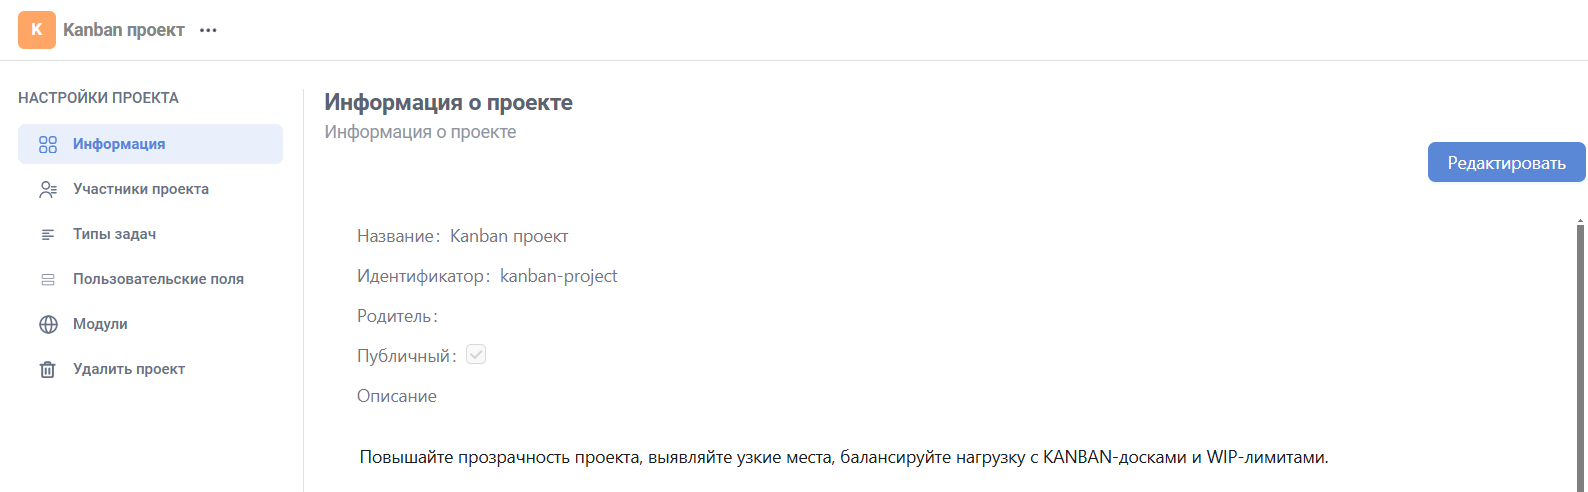 K Kanban проект ...
НАСТРОЙКИ ПРОЕКТА
Информация
Участники проекта
Типы задач
Пользовательские поля
Модули
Удалить проект
Информация о проекте
Информация о проекте
Редактировать
Название: Kanban проект
Идентификатор: kanban-project
Родитель:
Публичный:
Описание
Повышайте прозрачность проекта, выявляйте узкие места, балансируйте нагрузку с KANBAN-досками и WIP-лимитами.